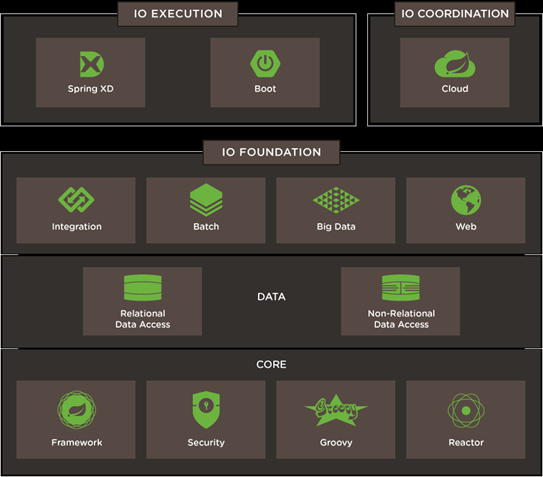 IO EXECUTION
IO COORDINATION
Spring XD
Boot
Cloud
IO FOUNDATION
Integration
Batch
Big Data
Web
DATA
Relational
Data Access
Non-Relational
Data Access
CORE
Framework
Security
Groovy
Groovy
Reactor